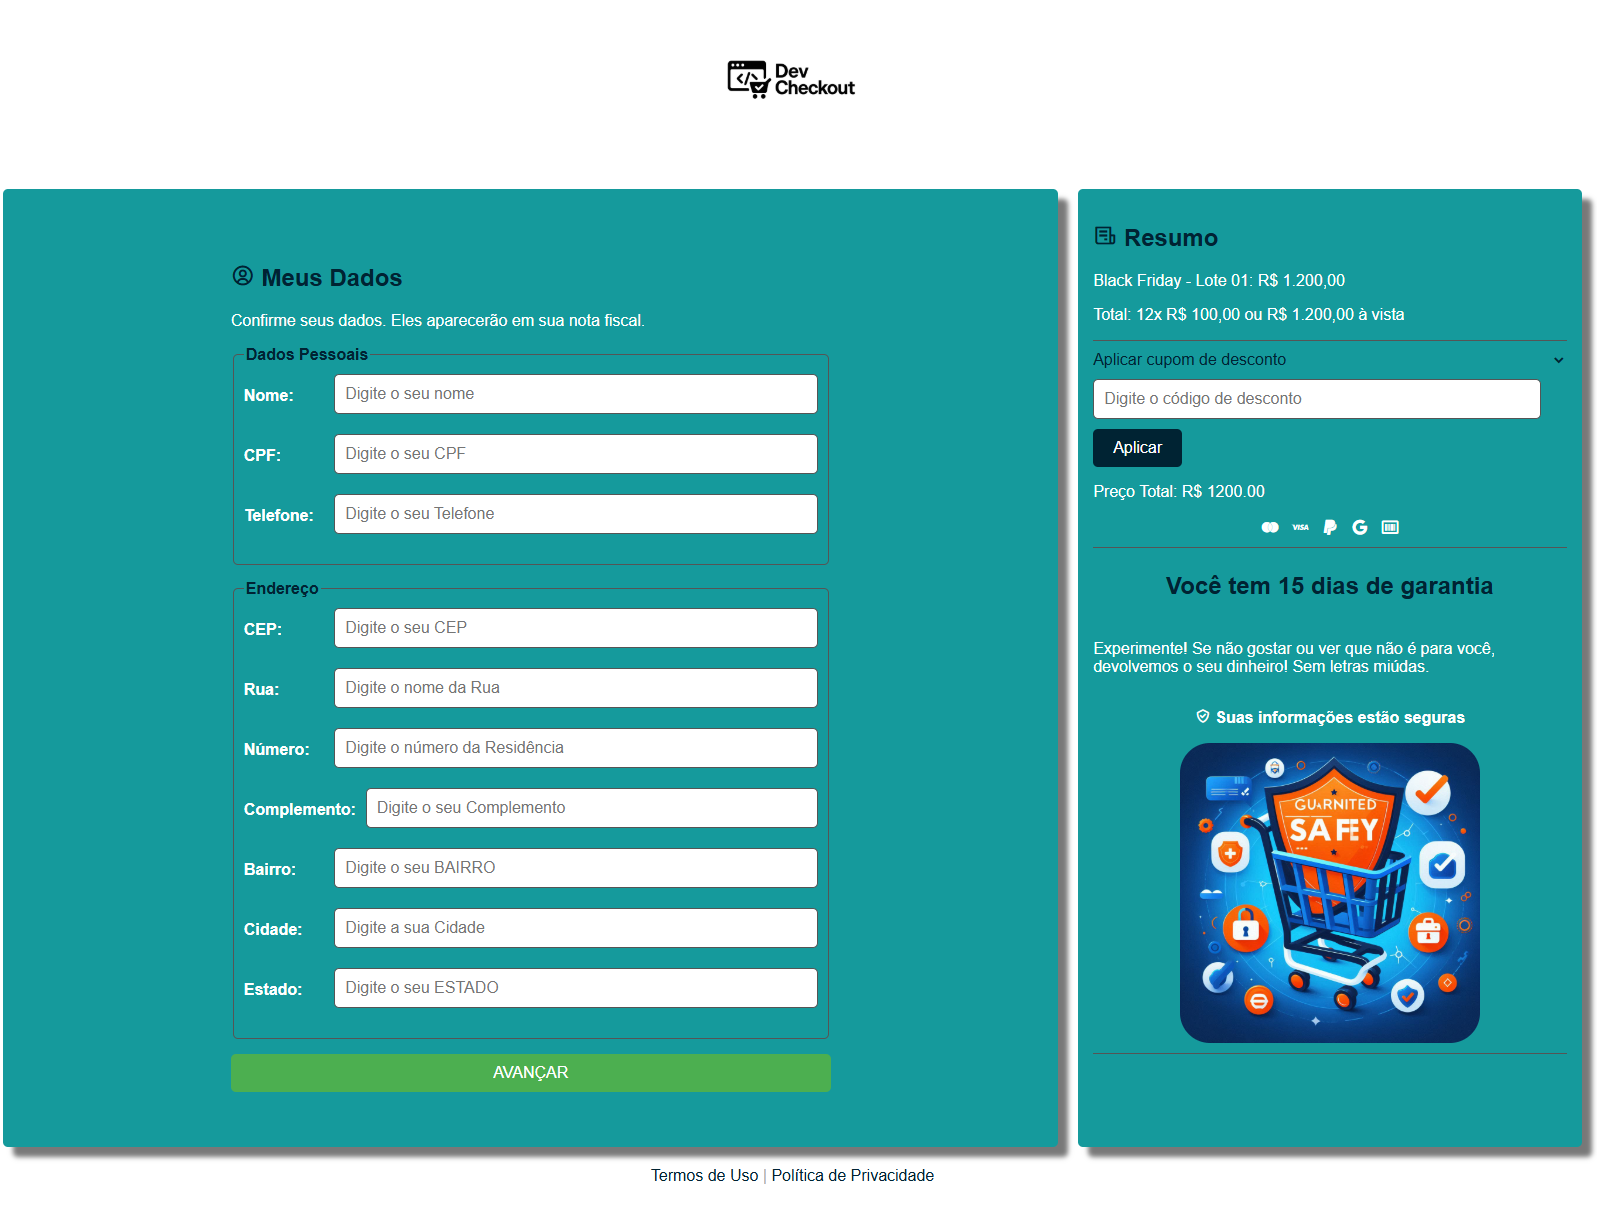 Dev
Checkout
Meus Dados
Confirme seus dados. Eles aparecerão em sua nota fiscal.
Dados Pessoais
Nome: Digite o seu nome
CPF: Digite o seu CPF
Telefone: Digite o seu Telefone
Endereço
CEP: Digite o seu CEP
Rua: Digite o nome da Rua
Número: Digite o número da Residência
Complemento: Digite o seu Complemento
Bairro: Digite o seu BAIRRO
Cidade: Digite a sua Cidade
Estado: Digite o seu ESTADO
AVANÇAR
Resumo
Black Friday - Lote 01: R$ 1.200,00
Total: 12x R$ 100,00 ou R$ 1.200,00 à vista
Aplicar cupom de desconto
Digite o código de desconto
Aplicar
Preço Total: R$ 1200.00
VISA
Você tem 15 dias de garantia
Experimente! Se não gostar ou ver que não é para você,
devolvemos o seu dinheiro! Sem letras miúdas.
Suas informações estão seguras
GUARNITED
SAFEY
Termos de Uso | Política de Privacidade